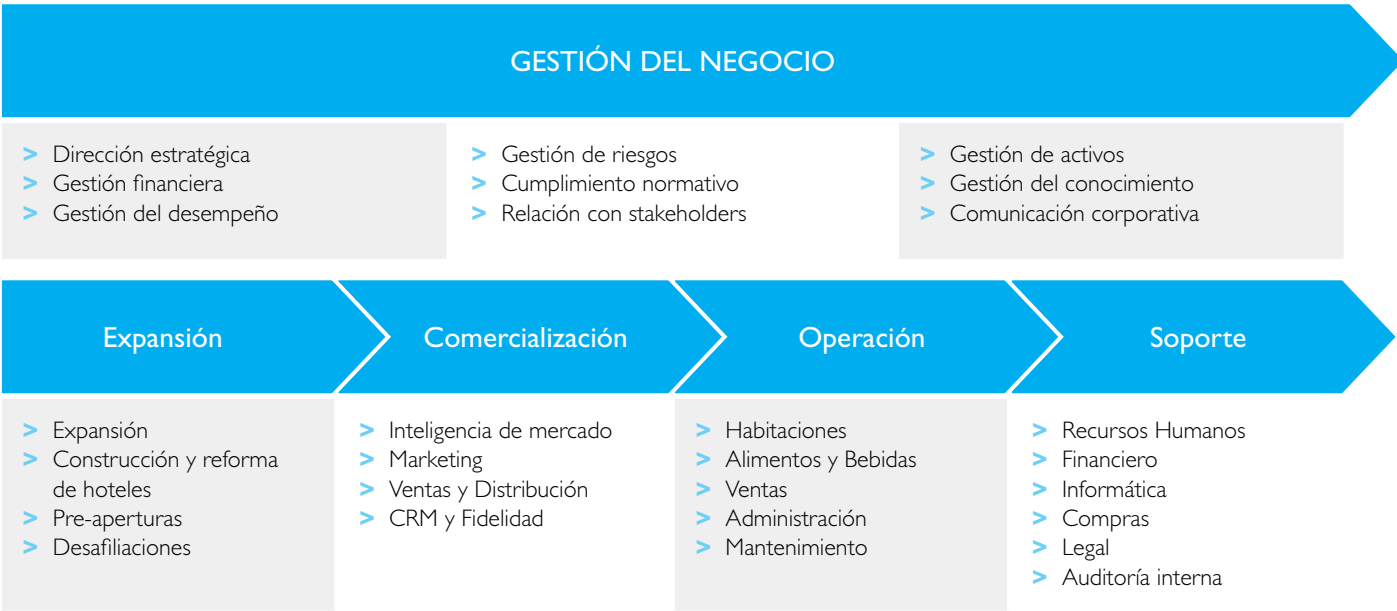 GESTIÓN DEL NEGOCIO
> Dirección estratégica
> Gestión financiera
> Gestión del desempeño
> Gestión de riesgos
> Cumplimiento normativo
> Relación con stakeholders
> Gestión de activos
> Gestión del conocimiento
> Comunicación corporativa
Expansión
> Expansión
> Construcción y reforma
de hoteles
> Pre-aperturas
> Desafiliaciones
Comercialización
> Inteligencia de mercado
> Marketing
> Ventas y Distribución
> CRM y Fidelidad
Operación
> Habitaciones
> Alimentos y Bebidas
> Ventas
> Administración
> Mantenimiento
Soporte
> Recursos Humanos
> Financiero
> Informática
> Compras
> Legal
> Auditoría interna